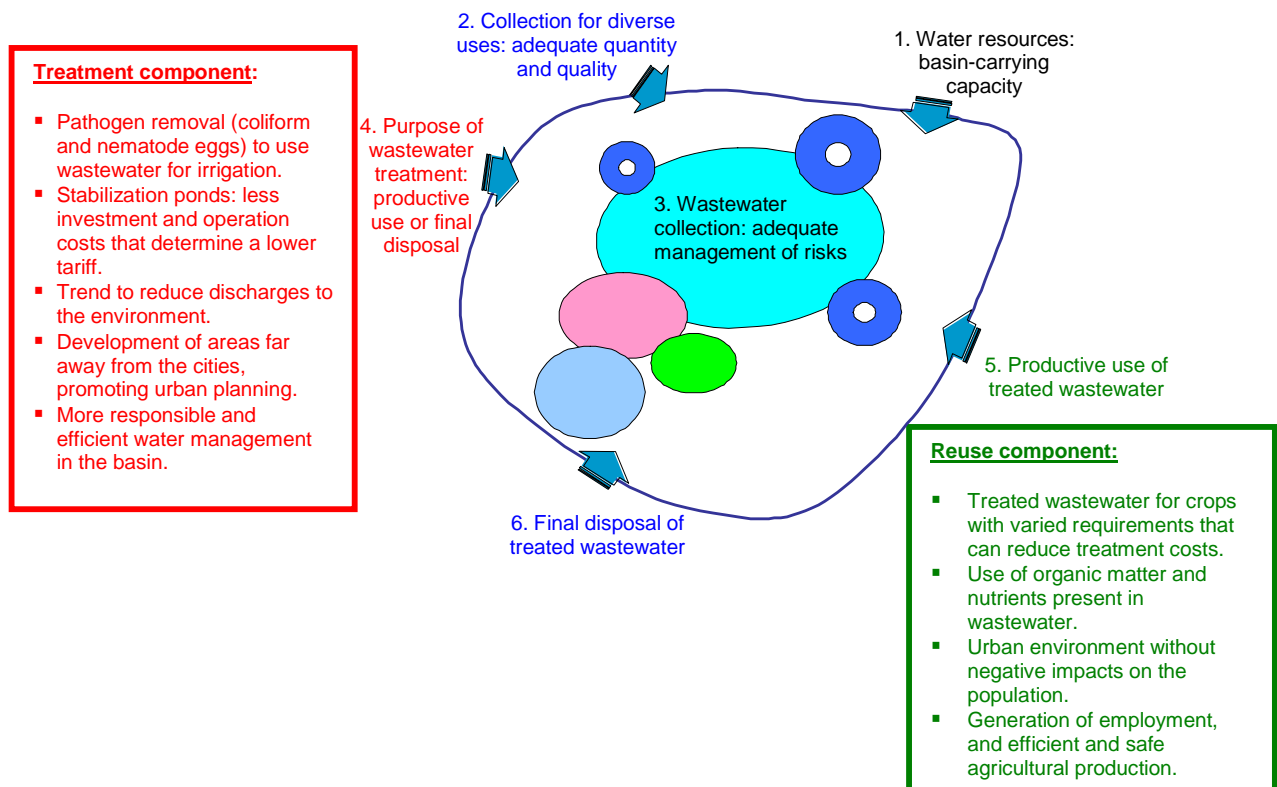 2. Collection for diverse
uses: adequate quantity
and quality
1. Water resources:
basin-carrying
capacity
Treatment component:
▪ Pathogen removal (coliform
and nematode eggs) to use
wastewater for irrigation.
▪ Stabilization ponds: less
investment and operation
costs that determine a lower
tariff.
▪ Trend to reduce discharges to
the environment.
▪ Development of areas far
away from the cities,
promoting urban planning.
▪ More responsible and
efficient water management
in the basin.
4. Purpose of
wastewater
treatment:
productive
use or final
disposal
3. Wastewater
collection: adequate
management of risks
5. Productive use of
treated wastewater
6. Final disposal of
treated wastewater
Reuse component:
▪ Treated wastewater for crops
with varied requirements that
can reduce treatment costs.
▪ Use of organic matter and
nutrients present in
wastewater.
▪ Urban environment without
negative impacts on the
population.
▪ Generation of employment,
and efficient and safe
agricultural production.